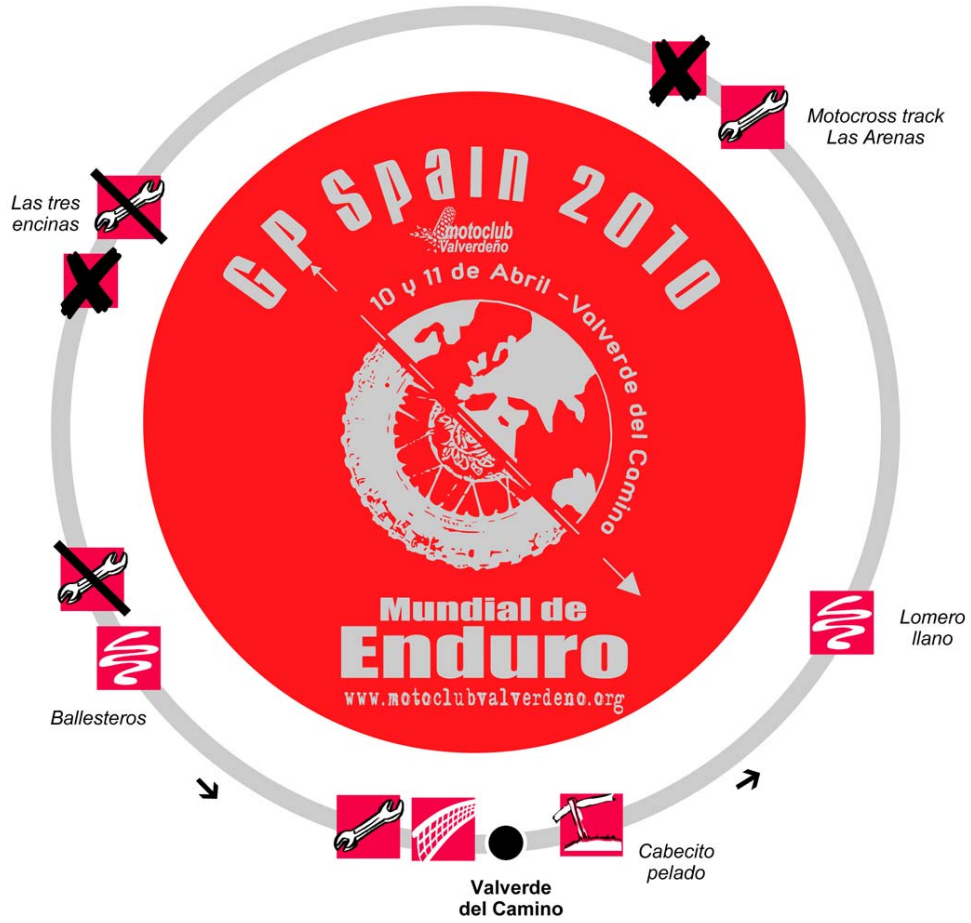 GP Spain 2010
motoclub
Valverdeño
10 y 11 de Abril - Valverde del Camino
Mundial de
Enduro
www.motoclubvalverdeno.org
Motocross track
Las Arenas
Las tres
encinas
Lomero
llano
Ballesteros
Cabecito
pelado
Valverde
del Camino